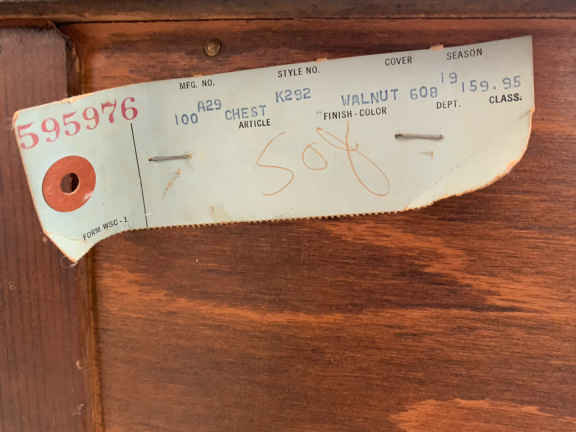 595976
MFG. NO. STYLE NO. COVER SEASON
100 A29 CHEST K292 WALNUT 608 19 159.95
ARTICLE FINISH-COLOR DEPT. CLASS.
FORM WSC-1